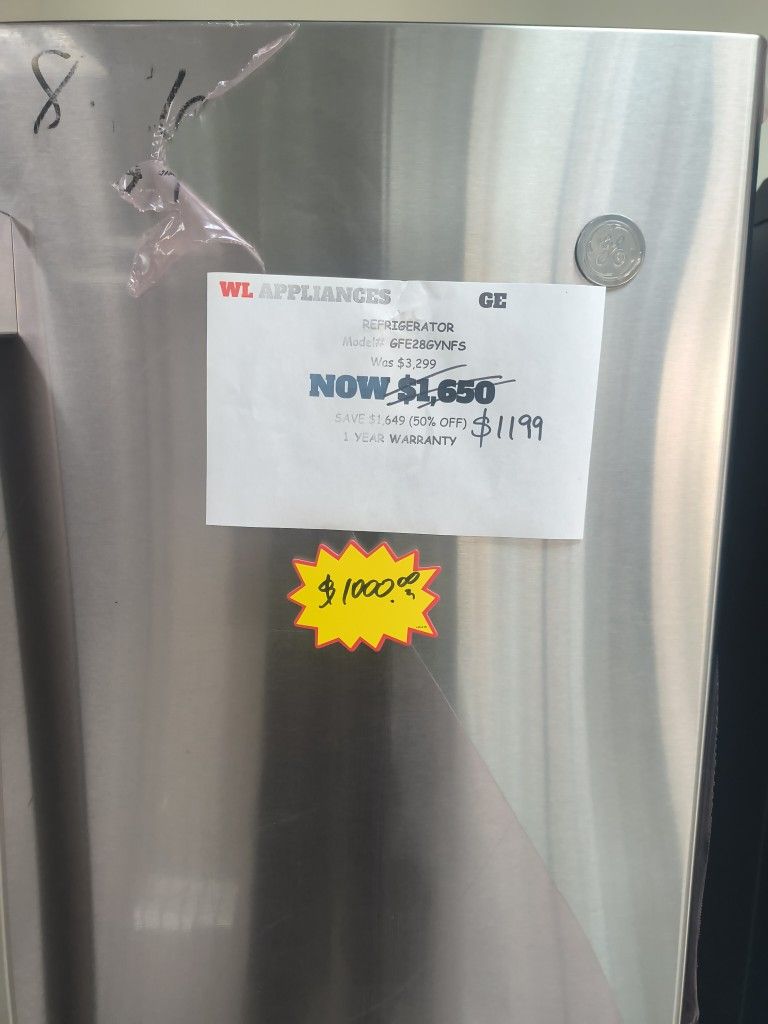 8.
WL APPLIANCES GE
REFRIGERATOR
Model# GFE28GYNFS
Was $3,299
NOW $1,650
SAVE $1,649 (50% OFF) $1199
1 YEAR WARRANTY
$1000.00